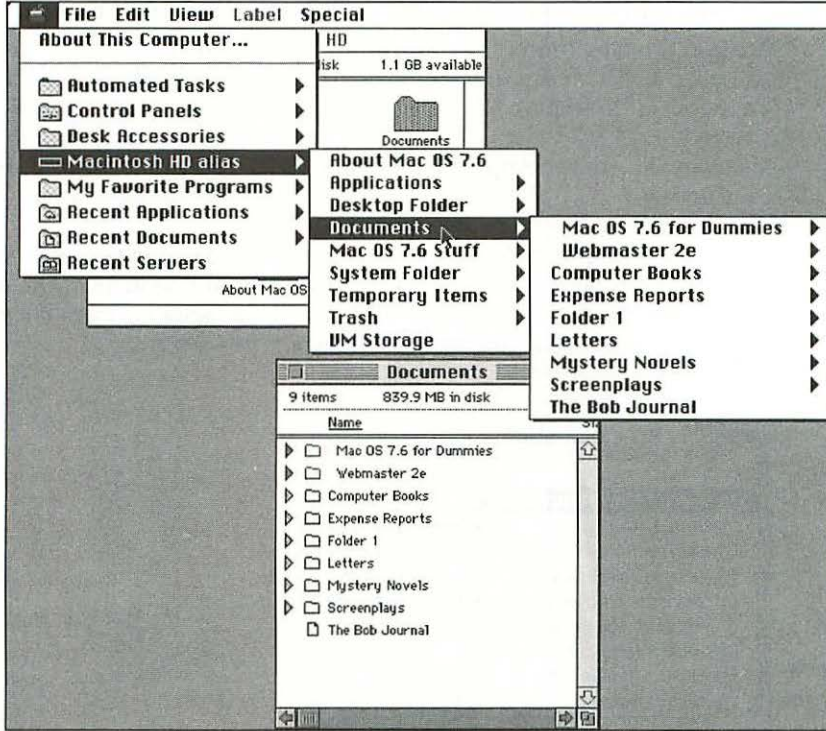 File Edit View Label Special
About This Computer...
Automated Tasks
Control Panels
Desk Accessories
Macintosh HD alias
My Favorite Programs
Recent Applications
Recent Documents
Recent Servers
HD
disk 1.1 GB available
Documents
About Mac OS
About Mac OS 7.6
Applications
Desktop Folder
Documents
Mac OS 7.6 Stuff
System Folder
Temporary Items
Trash
VM Storage
Mac OS 7.6 for Dummies
Webmaster 2e
Computer Books
Expense Reports
Folder 1
Letters
Mystery Novels
Screenplays
The Bob Journal
Documents
9 items 839.9 MB in disk
Name
Mac OS 7.6 for Dummies
Webmaster 2e
Computer Books
Expense Reports
Folder 1
Letters
Mystery Novels
Screenplays
The Bob Journal